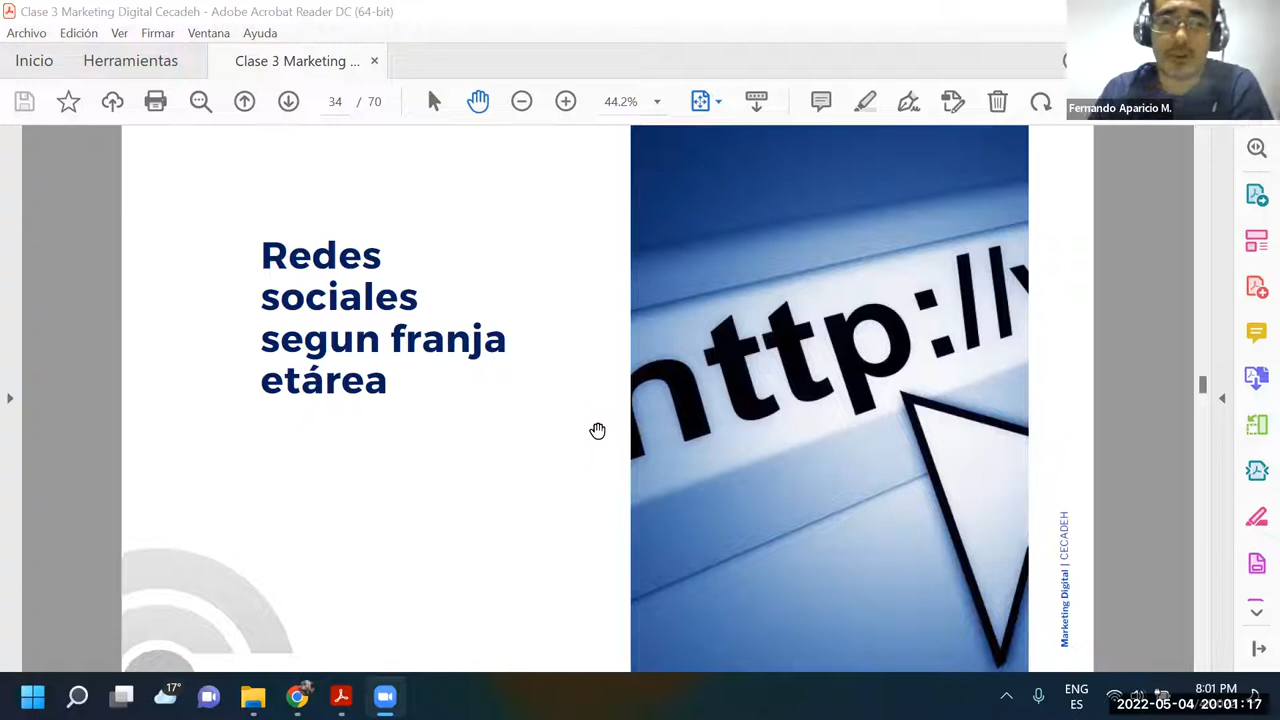 Clase 3 Marketing Digital Cecadeh - Adobe Acrobat Reader DC (64-bit)
Archivo Edición Ver Firmar Ventana Ayuda
Inicio Herramientas Clase 3 Marketing ... ×
34 / 70 44.2%
Fernando Aparicio M.
Redes
sociales
segun franja
etárea
http://
Marketing Digital | CECADEH
17°
ENG
ES
8:01 PM
2022-05-04 20:01:17